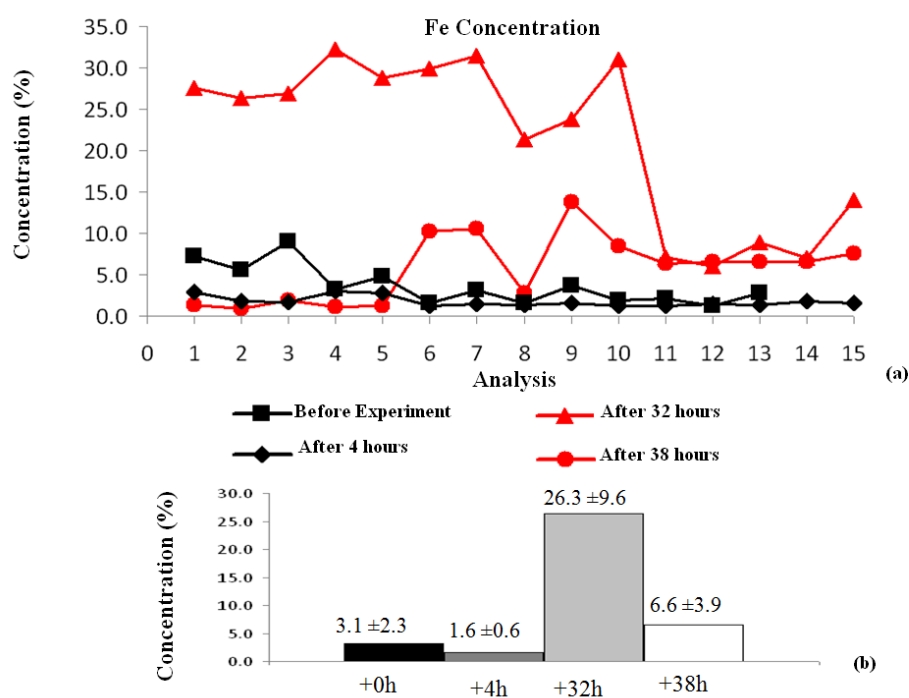 Fe Concentration
35.0
30.0
25.0
20.0
15.0
10.0
5.0
0.0
Concentration (%)
0 1 2 3 4 5 6 7 8 9 10 11 12 13 14 15
Analysis
(a)
Before Experiment
After 32 hours
After 4 hours
After 38 hours
30.0
25.0
20.0
15.0
10.0
5.0
0.0
Concentration (%)
3.1 ±2.3
1.6 ±0.6
26.3 ±9.6
6.6 ±3.9
+0h +4h +32h +38h
(b)